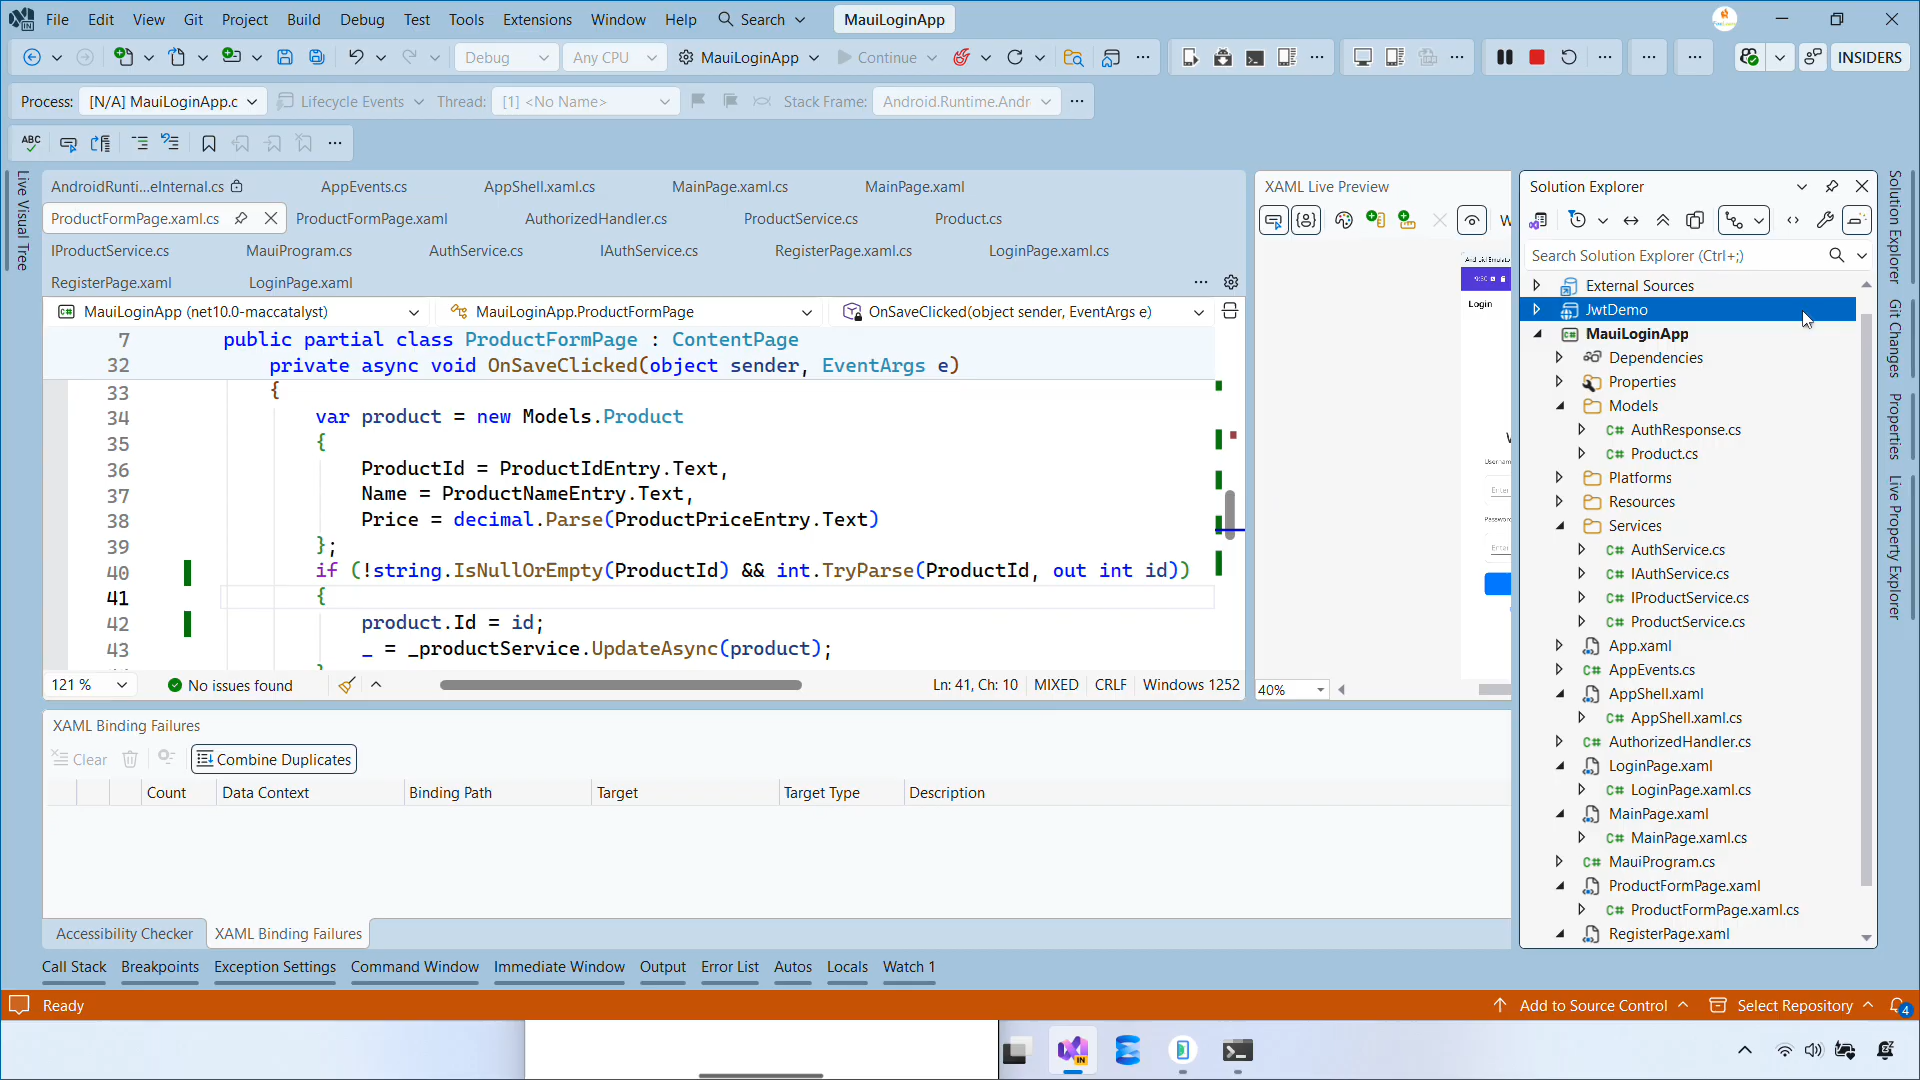 File Edit View Git Project Build Debug Test Tools Extensions Window Help Search MauiLoginApp
Debug Any CPU MauiLoginApp Continue INSIDERS
Process: [N/A] MauiLoginApp.c Lifecycle Events Thread: [1] <No Name> Stack Frame: Android.Runtime.Andr
AndroidRunti...eInternal.cs AppEvents.cs AppShell.xaml.cs MainPage.xaml.cs MainPage.xaml
ProductFormPage.xaml.cs ProductFormPage.xaml AuthorizedHandler.cs ProductService.cs Product.cs
IProductService.cs MauiProgram.cs AuthService.cs IAuthService.cs RegisterPage.xaml.cs LoginPage.xaml.cs
RegisterPage.xaml LoginPage.xaml
MauiLoginApp (net10.0-maccatalyst) MauiLoginApp.ProductFormPage OnSaveClicked(object sender, EventArgs e)
7 public partial class ProductFormPage : ContentPage
32 private async void OnSaveClicked(object sender, EventArgs e)
33 {
34 var product = new Models.Product
35 {
36 ProductId = ProductIdEntry.Text,
37 Name = ProductNameEntry.Text,
38 Price = decimal.Parse(ProductPriceEntry.Text)
39 };
40 if (!string.IsNullOrEmpty(ProductId) && int.TryParse(ProductId, out int id))
41 {
42 product.Id = id;
43 _ = _productService.UpdateAsync(product);
121 % No issues found Ln: 41, Ch: 10 MIXED CRLF Windows 1252
Live Visual Tree
XAML Live Preview
Login
40%
Solution Explorer
Search Solution Explorer (Ctrl+;)
External Sources
JwtDemo
MauiLoginApp
Dependencies
Properties
Models
C# AuthResponse.cs
C# Product.cs
Platforms
Resources
Services
C# AuthService.cs
C# IAuthService.cs
C# IProductService.cs
C# ProductService.cs
App.xaml
C# AppEvents.cs
AppShell.xaml
C# AppShell.xaml.cs
C# AuthorizedHandler.cs
LoginPage.xaml
C# LoginPage.xaml.cs
MainPage.xaml
C# MainPage.xaml.cs
C# MauiProgram.cs
ProductFormPage.xaml
C# ProductFormPage.xaml.cs
RegisterPage.xaml
Solution Explorer
Git Changes
Properties
Live Property Explorer
XAML Binding Failures
Clear Combine Duplicates
Count Data Context Binding Path Target Target Type Description
Accessibility Checker XAML Binding Failures
Call Stack Breakpoints Exception Settings Command Window Immediate Window Output Error List Autos Locals Watch 1
Ready Add to Source Control Select Repository 4